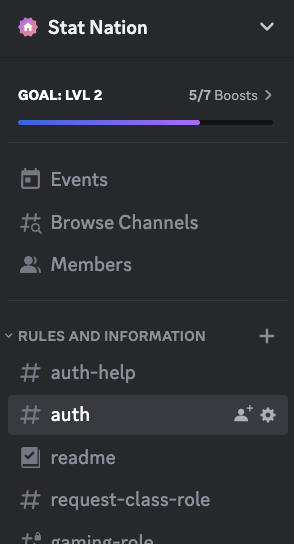 Stat Nation
GOAL: LVL 2 5/7 Boosts
Events
Browse Channels
Members
RULES AND INFORMATION
auth-help
auth
readme
request-class-role
gaming-role